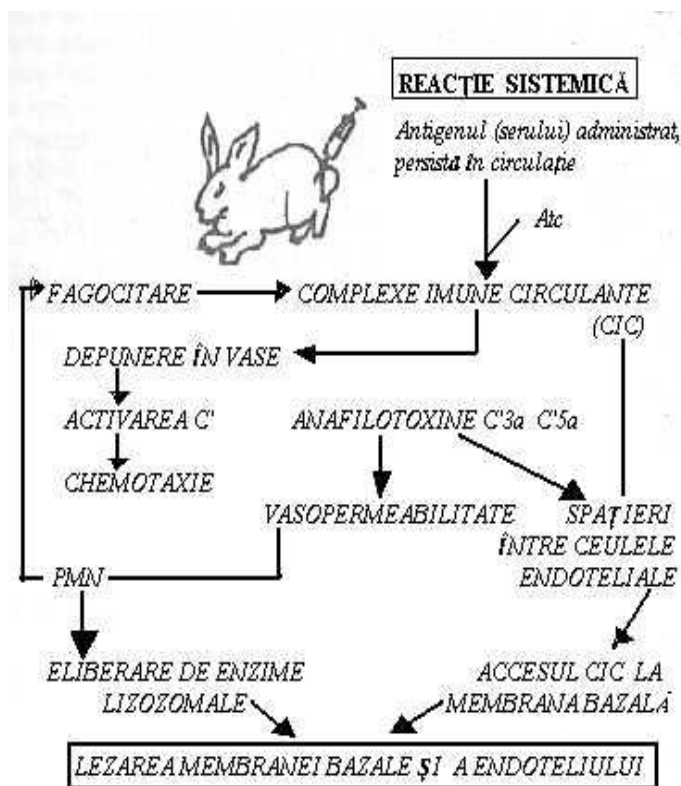 REACȚIE SISTEMICĂ
Antigenul (serului) administrat,
persistă în circulație
Atc
FAGOCITARE
COMPLEXE IMUNE CIRCULANTE
(CIC)
DEPUNERE ÎN VASE
ACTIVAREA C'
ANAFILOTOXINE C'3a C'5a
CHEMOTAXIE
VASOPERMEABILITATE
SPAȚIERI
ÎNTRE CEULELE
ENDOTELIALE
PMN
ELIBERARE DE ENZIME
LIZOZOMALE
ACCESUL CIC LA
MEMBRANA BAZALĂ
LEZAREA MEMBRANEI BAZALE ȘI A ENDOTELIULUI